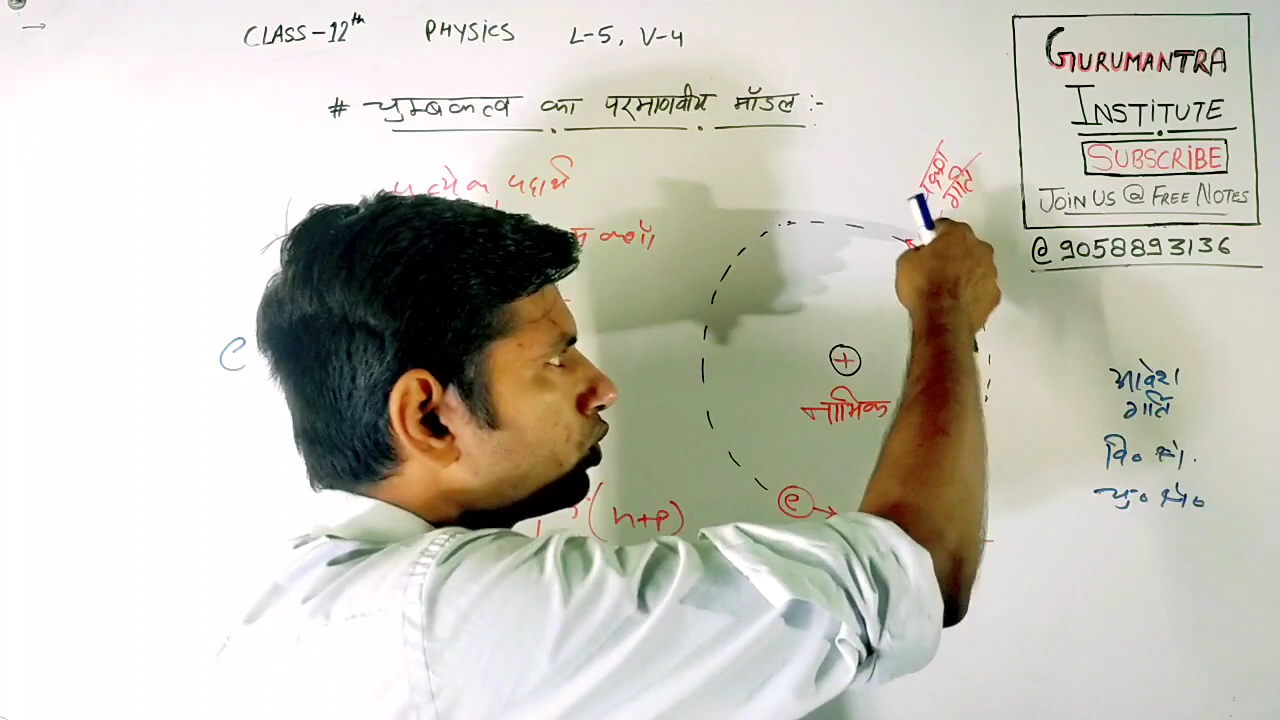 CLASS-12th PHYSICS L-5, V-4
# चुम्बकत्व का परमाणवीय मॉडल :-
प्रत्येक पदार्थ
कणों
e
(n+p)
+
नाभिक
e
गति
आवेश
गति
वि० क्षे.
चु० क्षे०
GURUMANTRA
INSTITUTE
SUBSCRIBE
JOIN US @ FREE NOTES
@ 9058893136